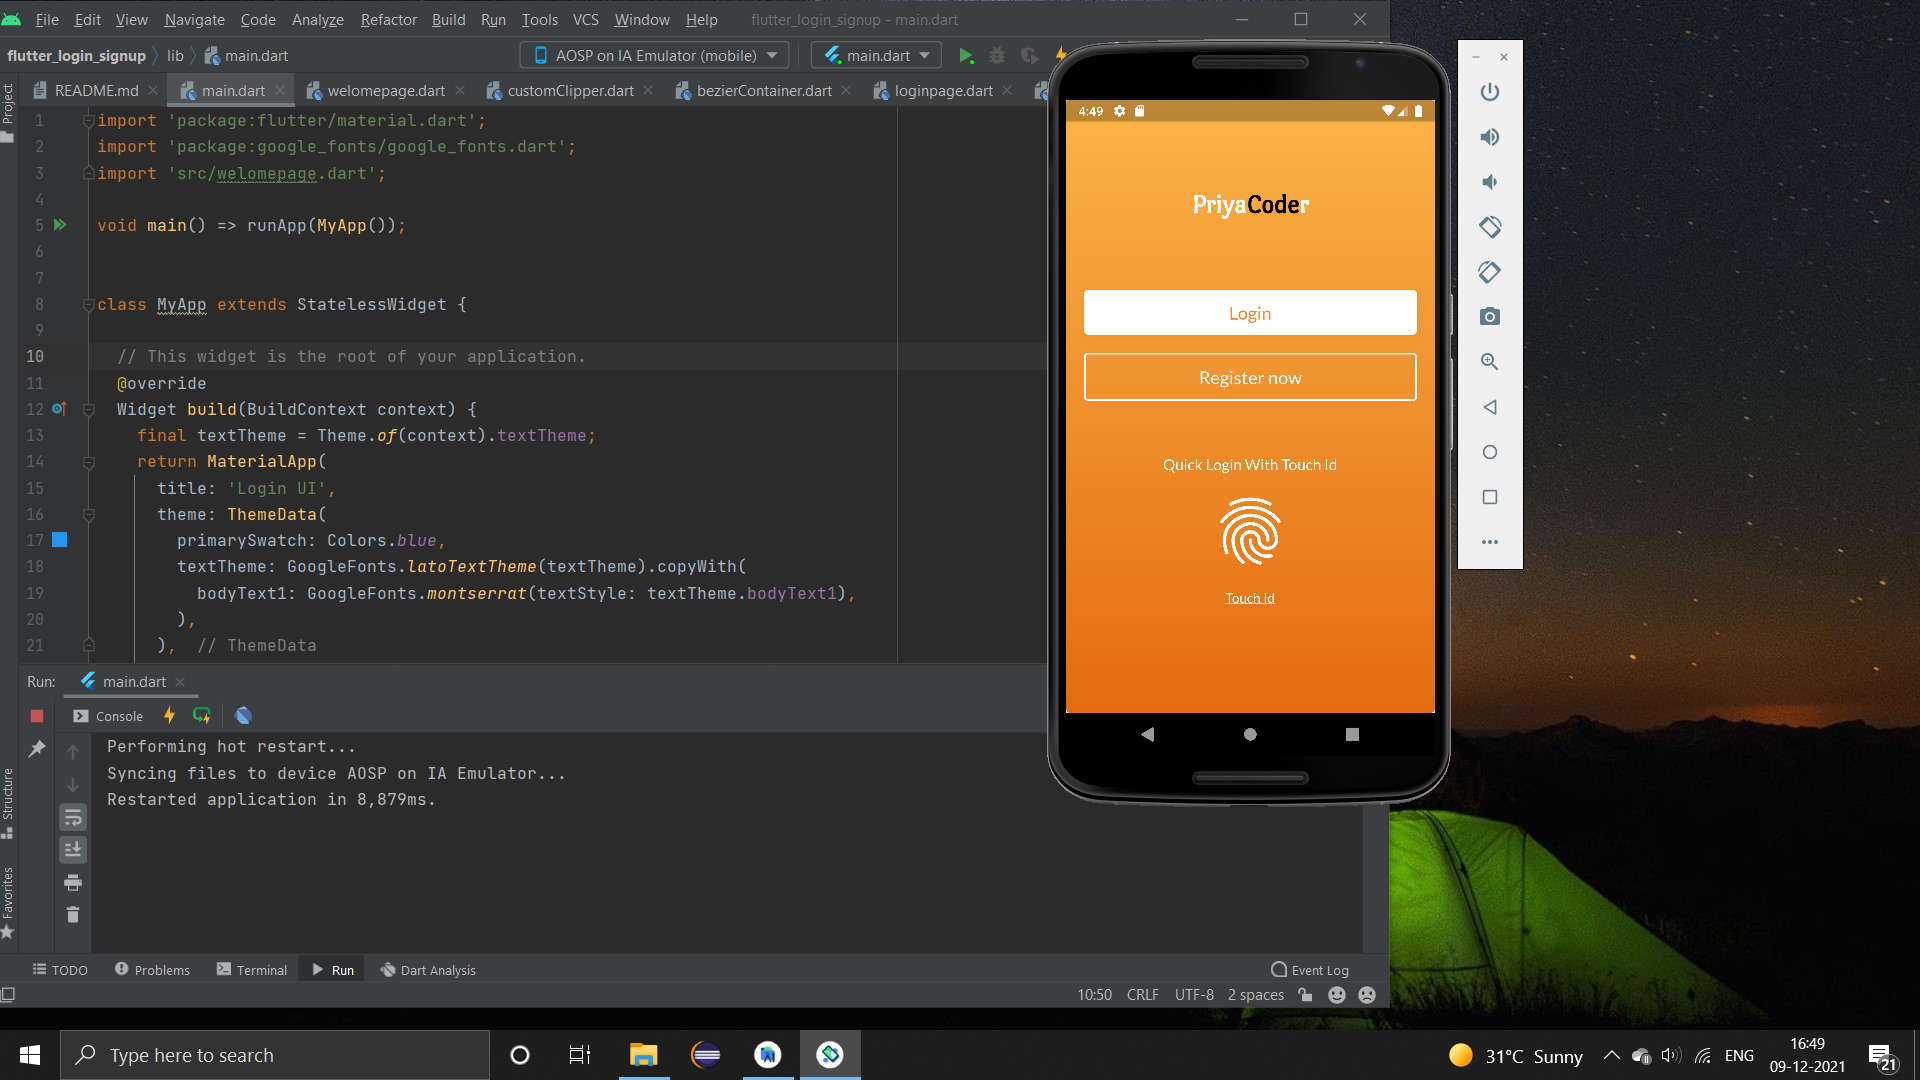 File Edit View Navigate Code Analyze Refactor Build Run Tools VCS Window Help flutter_login_signup - main.dart
flutter_login_signup lib main.dart AOSP on IA Emulator (mobile) main.dart
README.md main.dart welomepage.dart customClipper.dart bezierContainer.dart loginpage.dart
Project
1 import 'package:flutter/material.dart';
2 import 'package:google_fonts/google_fonts.dart';
3 import 'src/welomepage.dart';
4
5 void main() => runApp(MyApp());
6
7
8 class MyApp extends StatelessWidget {
9
10 // This widget is the root of your application.
11 @override
12 Widget build(BuildContext context) {
13 final textTheme = Theme.of(context).textTheme;
14 return MaterialApp(
15 title: 'Login UI',
16 theme: ThemeData(
17 primarySwatch: Colors.blue,
18 textTheme: GoogleFonts.latoTextTheme(textTheme).copyWith(
19 bodyText1: GoogleFonts.montserrat(textStyle: textTheme.bodyText1),
20 ),
21 ), // ThemeData
Run: main.dart
Console
Performing hot restart...
Syncing files to device AOSP on IA Emulator...
Restarted application in 8,879ms.
Structure
Favorites
TODO Problems Terminal Run Dart Analysis Event Log
10:50 CRLF UTF-8 2 spaces
4:49
PriyaCoder
Login
Register now
Quick Login With Touch Id
Touch Id
Type here to search
31°C Sunny
ENG
16:49
09-12-2021
21